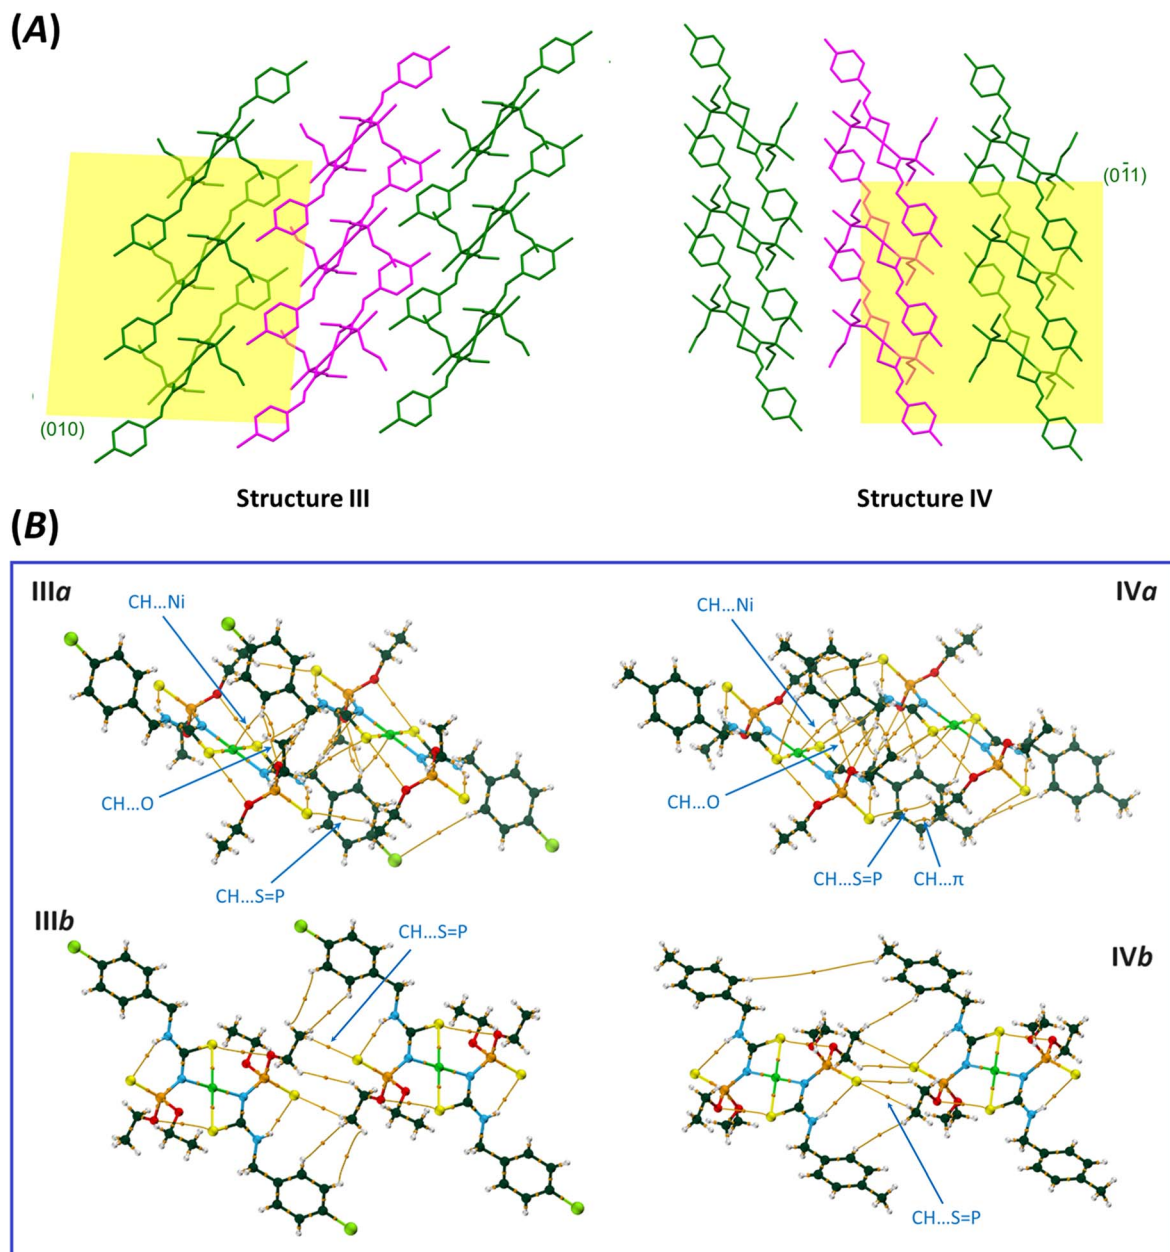 (A)
(01̄1)
(010)
Structure III
Structure IV
(B)
IIIa
IVa
CH...Ni
CH...Ni
CH...O
CH...O
CH...S=P
CH...S=P
CH...π
IIIb
CH...S=P
IVb
CH...S=P